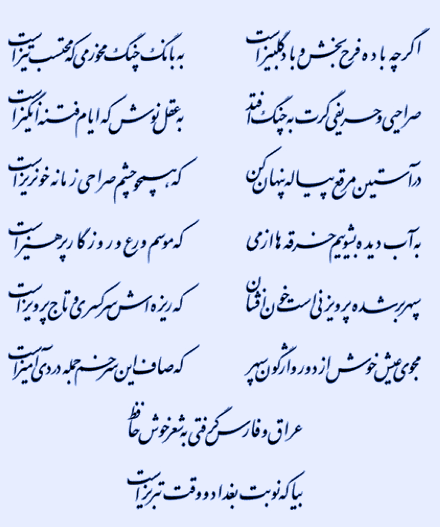 اگرچه باده فرح‌بخش و باد گلبیز است
به بانگ چنگ مخور می که محتسب تیز است
صراحی و حریفی گرت به چنگ افتد
به عقل نوش که ایام فتنه‌انگیز است
در آستین مرقع پیاله پنهان کن
که همچو چشم صراحی زمانه خونریز است
به آب دیده بشوییم خرقه‌ها از می
که موسم ورع و روزگار پرهیز است
سپهر برشده پرویزنی است خون افشان
که ریزه‌اش سر کسری و تاج پرویز است
مجوی عیش خوش از دور واژگون سپهر
که صاف این سر خم جمله دردی آمیز است
عراق و فارس گرفتی به شعر خوش حافظ
بیا که نوبت بغداد و وقت تبریز است